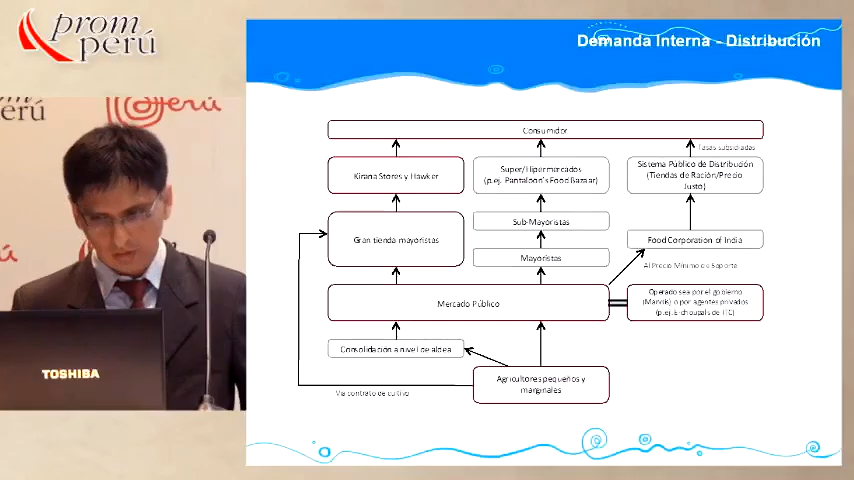 prom
perú
Demanda Interna - Distribución
Perú
erú
ú
TOSHIBA
Consumidor
Tasas subsidiadas
Kirana Stores y Hawker
Super/Hipermercados
(p.ej. Pantaloon's Food Bazaar)
Sistema Público de Distribución
(Tiendas de Ración/Precio
Justo)
Gran tienda mayoristas
Sub-Mayoristas
Mayoristas
Food Corporation of India
Al Precio Mínimo de Soporte
Mercado Público
Operado sea por el gobierno
(Mandis) o por agentes privados
(p.ej. E-choupals de ITC)
Consolidación a nivel de aldea
Agricultores pequeños y
marginales
Via contrato de cultivo